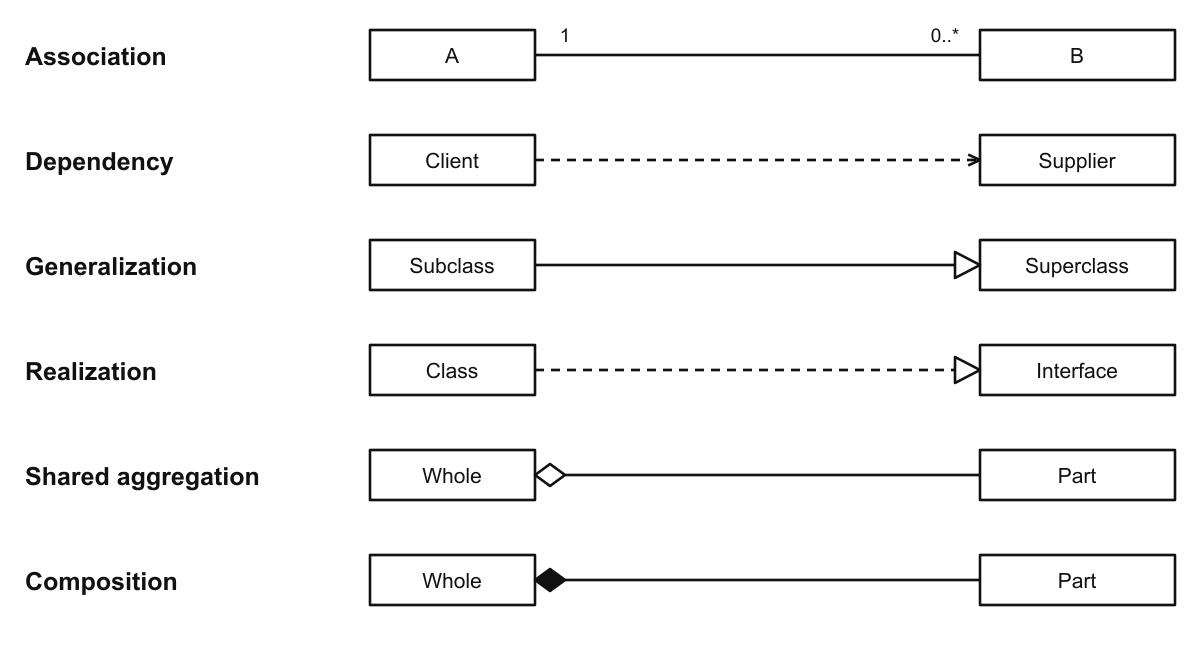 1 0..*
Association A B
Dependency Client Supplier
Generalization Subclass Superclass
Realization Class Interface
Shared aggregation Whole Part
Composition Whole Part